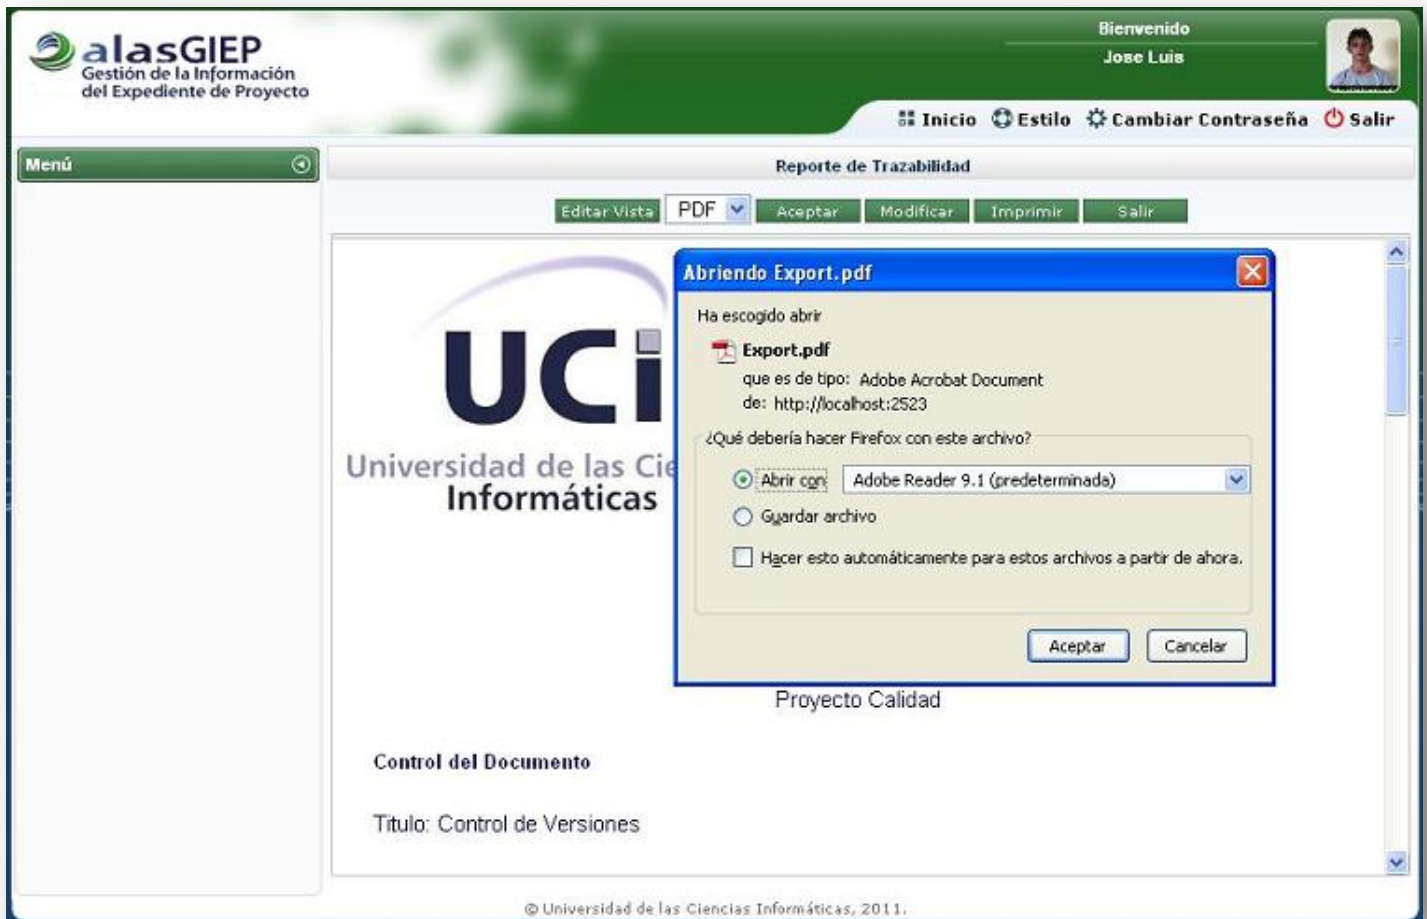 alasGIEP
Gestión de la Información
del Expediente de Proyecto
Bienvenido
Jose Luis
Inicio Estilo Cambiar Contraseña Salir
Menú
Reporte de Trazabilidad
Editar Vista PDF Aceptar Modificar Imprimir Salir
UCi
Universidad de las Cie
Informáticas
Abriendo Export.pdf
Ha escogido abrir
Export.pdf
que es de tipo: Adobe Acrobat Document
de: http://localhost:2523
¿Qué debería hacer Firefox con este archivo?
Abrir con Adobe Reader 9.1 (predeterminada)
Guardar archivo
Hacer esto automáticamente para estos archivos a partir de ahora.
Aceptar Cancelar
Proyecto Calidad
Control del Documento
Titulo: Control de Versiones
© Universidad de las Ciencias Informáticas, 2011.